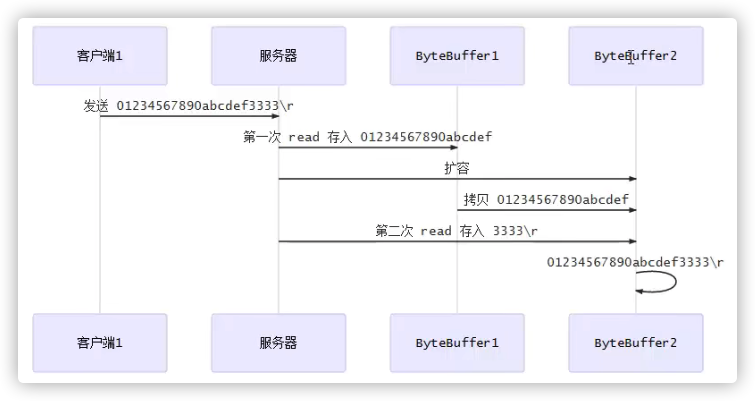 客户端1
服务器
ByteBuffer1
ByteBuffer2
发送 01234567890abcdef3333\r
第一次 read 存入 01234567890abcdef
扩容
拷贝 01234567890abcdef
第二次 read 存入 3333\r
01234567890abcdef3333\r
客户端1
服务器
ByteBuffer1
ByteBuffer2